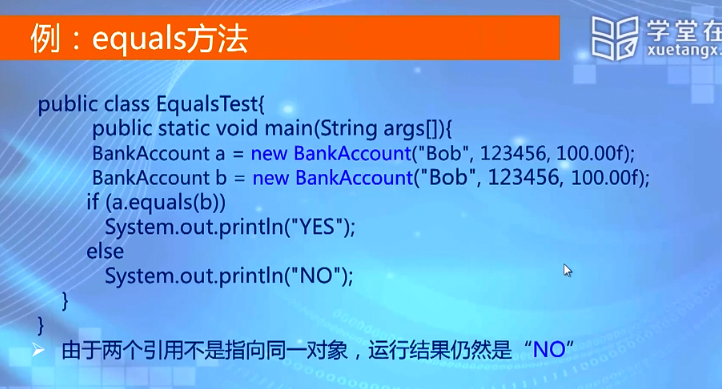 例：equals方法
学堂在
xuetangx.
public class EqualsTest{
public static void main(String args[]){
BankAccount a = new BankAccount("Bob", 123456, 100.00f);
BankAccount b = new BankAccount("Bob", 123456, 100.00f);
if (a.equals(b))
System.out.println("YES");
else
System.out.println("NO");
}
}
由于两个引用不是指向同一对象，运行结果仍然是“NO”